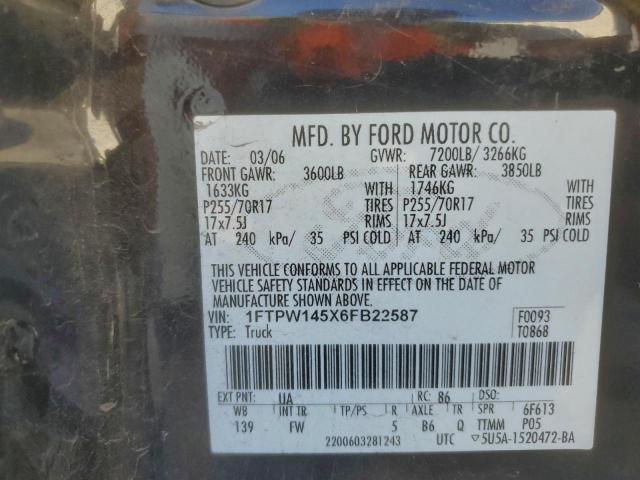 MFD. BY FORD MOTOR CO.
DATE: 03/06 GVWR: 7200LB/ 3266KG
FRONT GAWR: 3600LB REAR GAWR: 3850LB
1633KG WITH 1746KG WITH
P255/70R17 TIRES P255/70R17 TIRES
17x7.5J RIMS 17x7.5J RIMS
AT 240 kPa/ 35 PSI COLD AT 240 kPa/ 35 PSI COLD
THIS VEHICLE CONFORMS TO ALL APPLICABLE FEDERAL MOTOR
VEHICLE SAFETY STANDARDS IN EFFECT ON THE DATE OF
MANUFACTURE SHOWN ABOVE.
VIN: 1FTPW145X6FB22587 F0093
TYPE: Truck T0868
EXT PNT: UA RC: 86 DSO:
WB INT TR TP/PS R AXLE TR SPR 6F613
139 FW 5 B6 Q TTMM P05
2200603281243 UTC ▽5U5A-1520472-BA